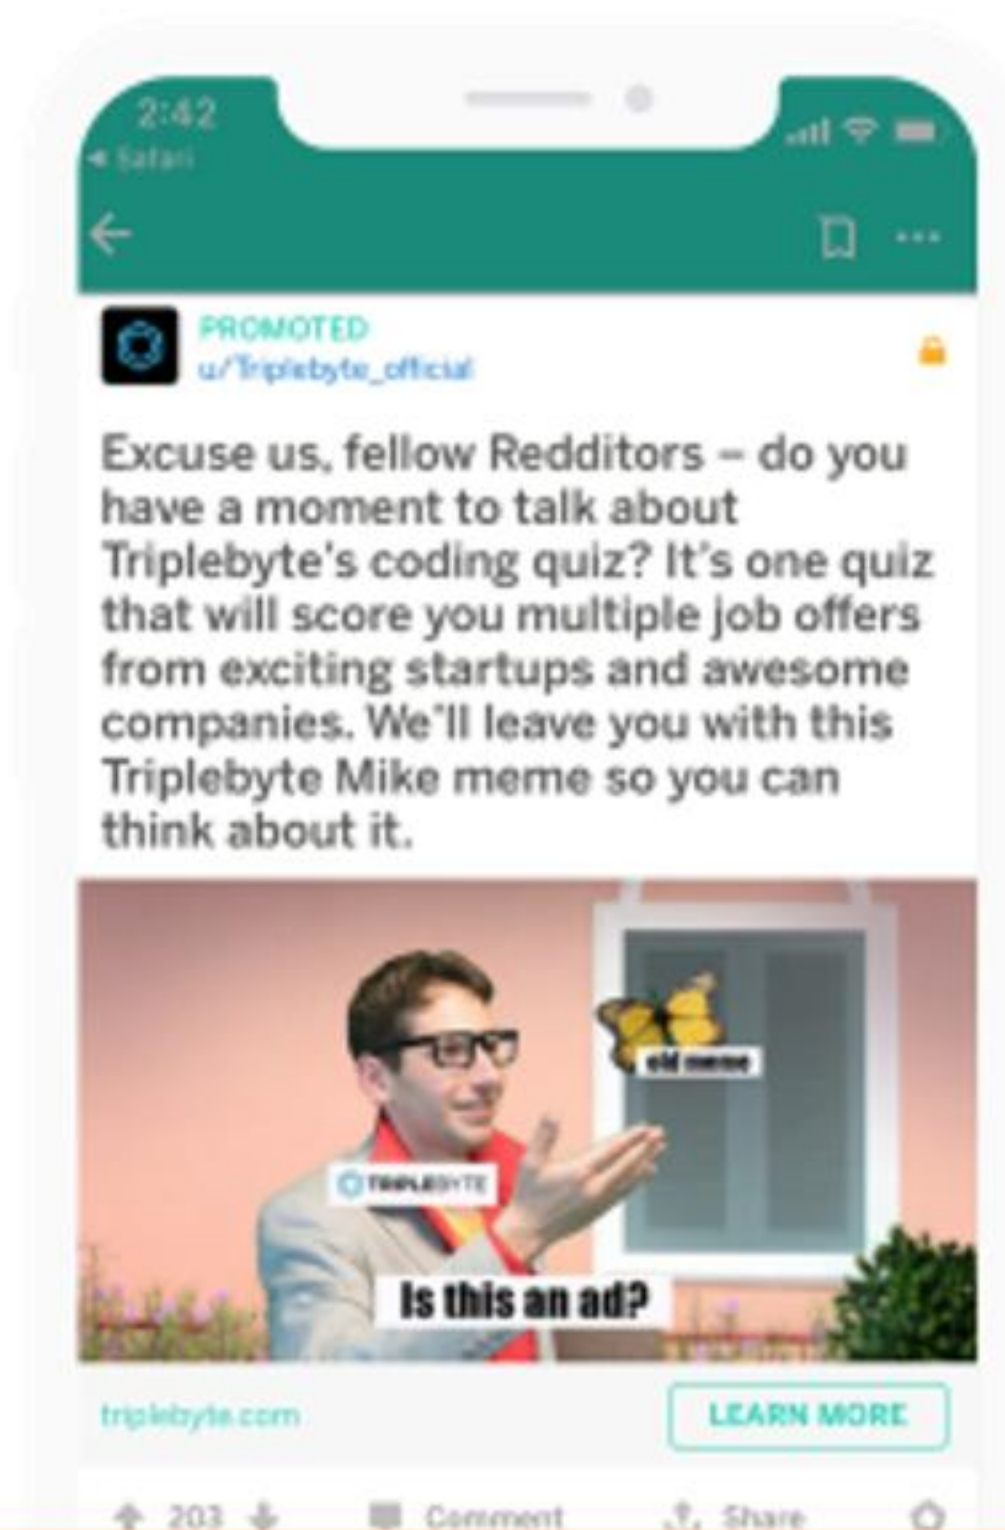 2:42
Safari
PROMOTED
u/Triplebyte_official
Excuse us, fellow Redditors – do you
have a moment to talk about
Triplebyte's coding quiz? It's one quiz
that will score you multiple job offers
from exciting startups and awesome
companies. We'll leave you with this
Triplebyte Mike meme so you can
think about it.
old meme
TRIPLEBYTE
Is this an ad?
triplebyte.com
LEARN MORE
203 Comment Share